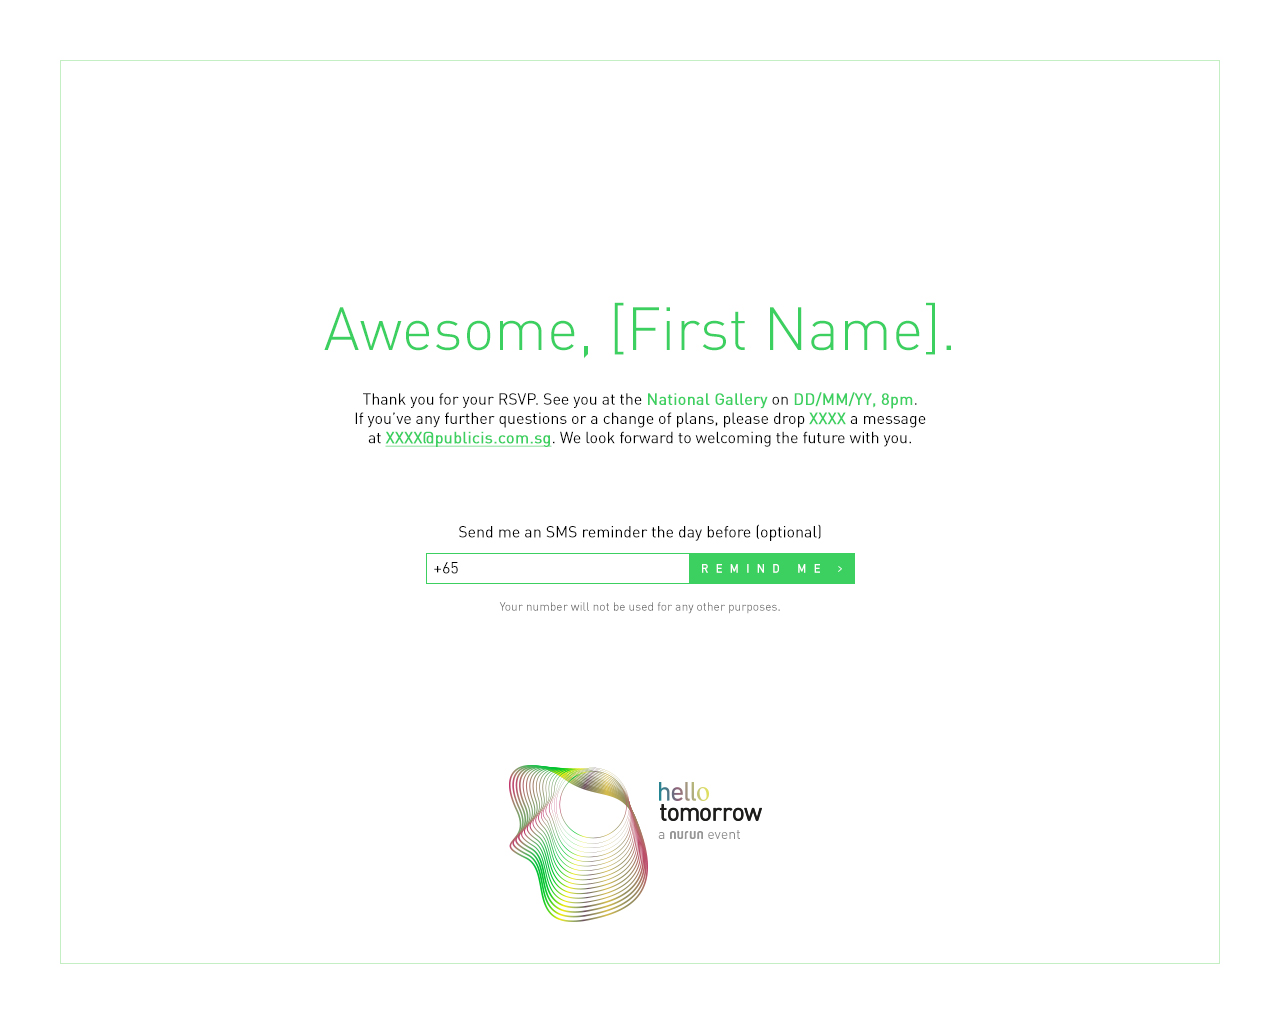 Awesome, [First Name].
Thank you for your RSVP. See you at the National Gallery on DD/MM/YY, 8pm.
If you've any further questions or a change of plans, please drop XXXX a message
at XXXX@publicis.com.sg. We look forward to welcoming the future with you.
Send me an SMS reminder the day before (optional)
+65 REMIND ME >
Your number will not be used for any other purposes.
hello
tomorrow
a nurun event